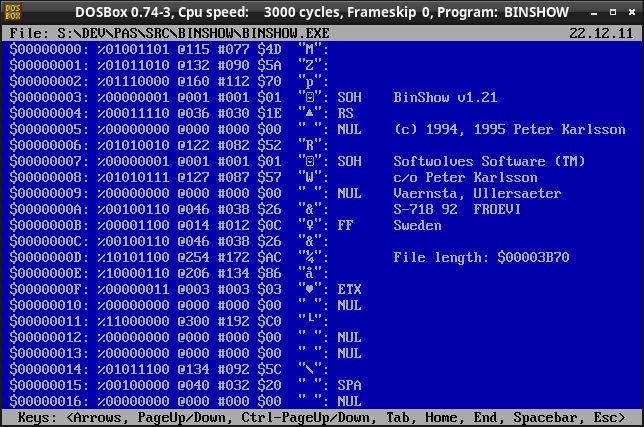 DOS BOX DOSBox 0.74-3, Cpu speed: 3000 cycles, Frameskip 0, Program: BINSHOW
File: S:\DEV\PAS\SRC\BINSHOW\BINSHOW.EXE 22.12.11
$00000000: %01001101 @115 #077 $4D "M":
$00000001: %01011010 @132 #090 $5A "Z":
$00000002: %01110000 @160 #112 $70 "p":
$00000003: %00000001 @001 #001 $01 "☺": SOH BinShow v1.21
$00000004: %00011110 @036 #030 $1E "▲": RS
$00000005: %00000000 @000 #000 $00 " ": NUL (c) 1994, 1995 Peter Karlsson
$00000006: %01010010 @122 #082 $52 "R":
$00000007: %00000001 @001 #001 $01 "☺": SOH Softwolves Software (TM)
$00000008: %01010111 @127 #087 $57 "W": c/o Peter Karlsson
$00000009: %00000000 @000 #000 $00 " ": NUL Vaernsta, Ullersaeter
$0000000A: %00100110 @046 #038 $26 "&": S-718 92 FROEVI
$0000000B: %00001100 @014 #012 $0C "♀": FF Sweden
$0000000C: %00100110 @046 #038 $26 "&":
$0000000D: %10101100 @254 #172 $AC "¼": File length: $00003B70
$0000000E: %10000110 @206 #134 $86 "å":
$0000000F: %00000011 @003 #003 $03 "♥": ETX
$00000010: %00000000 @000 #000 $00 " ": NUL
$00000011: %11000000 @300 #192 $C0 "└":
$00000012: %00000000 @000 #000 $00 " ": NUL
$00000013: %00000000 @000 #000 $00 " ": NUL
$00000014: %01011100 @134 #092 $5C "\":
$00000015: %00100000 @040 #032 $20 " ": SPA
$00000016: %00000000 @000 #000 $00 " ": NUL
Keys: <Arrows, PageUp/Down, Ctrl-PageUp/Down, Tab, Home, End, Spacebar, Esc>